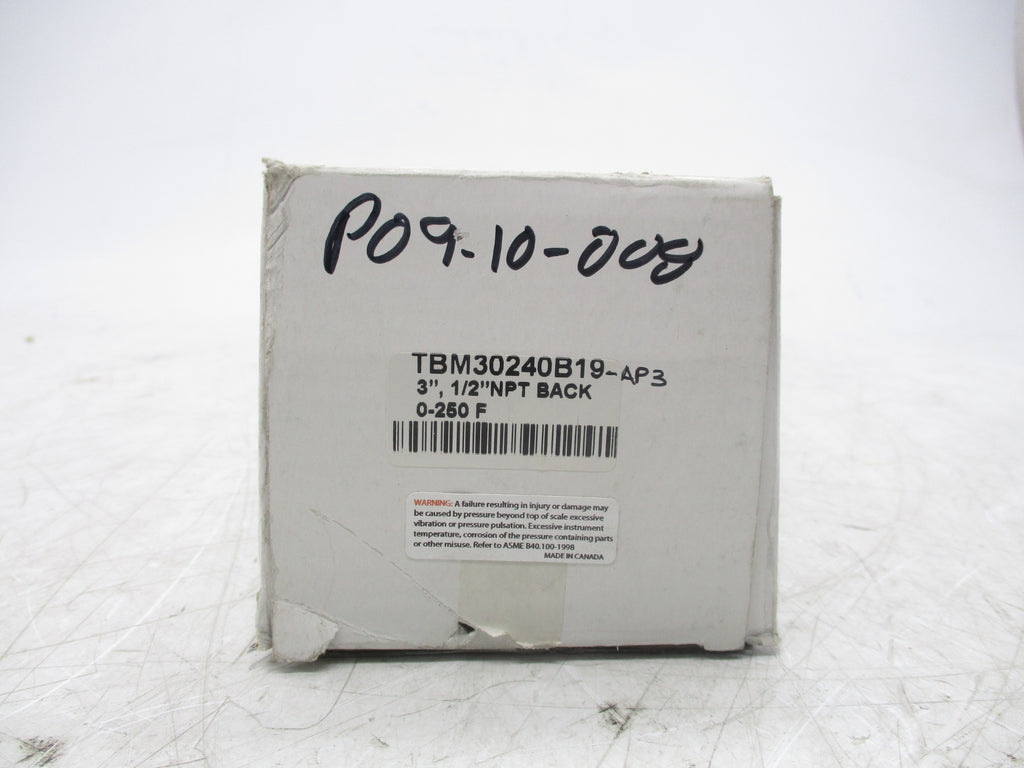 P09-10-008
TBM30240B19-AP3
3”, 1/2”NPT BACK
0-250 F
WARNING: A failure resulting in injury or damage may
be caused by pressure beyond top of scale excessive
vibration or pressure pulsation. Excessive instrument
temperature, corrosion of the pressure containing parts
or other misuse. Refer to ASME B40.100-1998
MADE IN CANADA